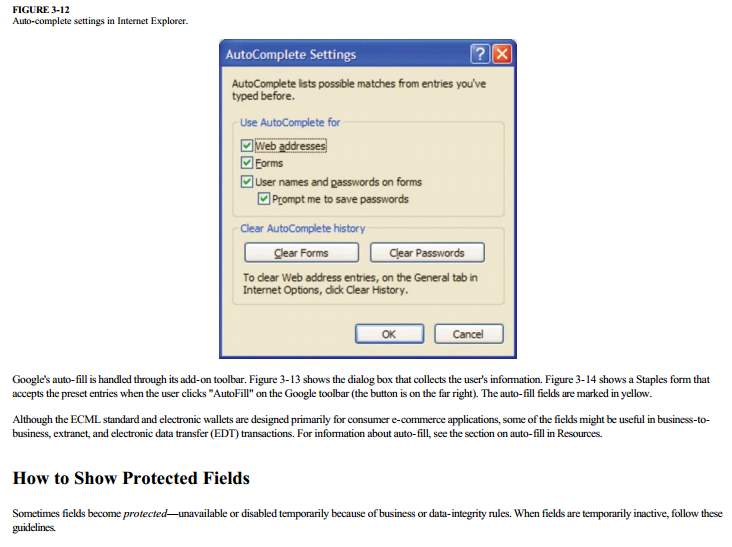 FIGURE 3-12
Auto-complete settings in Internet Explorer.
AutoComplete Settings
AutoComplete lists possible matches from entries you've
typed before.
Use AutoComplete for
Web addresses
Forms
User names and passwords on forms
Prompt me to save passwords
Clear AutoComplete history
Clear Forms
Clear Passwords
To clear Web address entries, on the General tab in
Internet Options, click Clear History.
OK
Cancel
Google's auto-fill is handled through its add-on toolbar. Figure 3-13 shows the dialog box that collects the user's information. Figure 3-14 shows a Staples form that
accepts the preset entries when the user clicks "AutoFill" on the Google toolbar (the button is on the far right). The auto-fill fields are marked in yellow.
Although the ECML standard and electronic wallets are designed primarily for consumer e-commerce applications, some of the fields might be useful in business-to-
business, extranet, and electronic data transfer (EDT) transactions. For information about auto-fill, see the section on auto-fill in Resources.
How to Show Protected Fields
Sometimes fields become protected—unavailable or disabled temporarily because of business or data-integrity rules. When fields are temporarily inactive, follow these
guidelines.